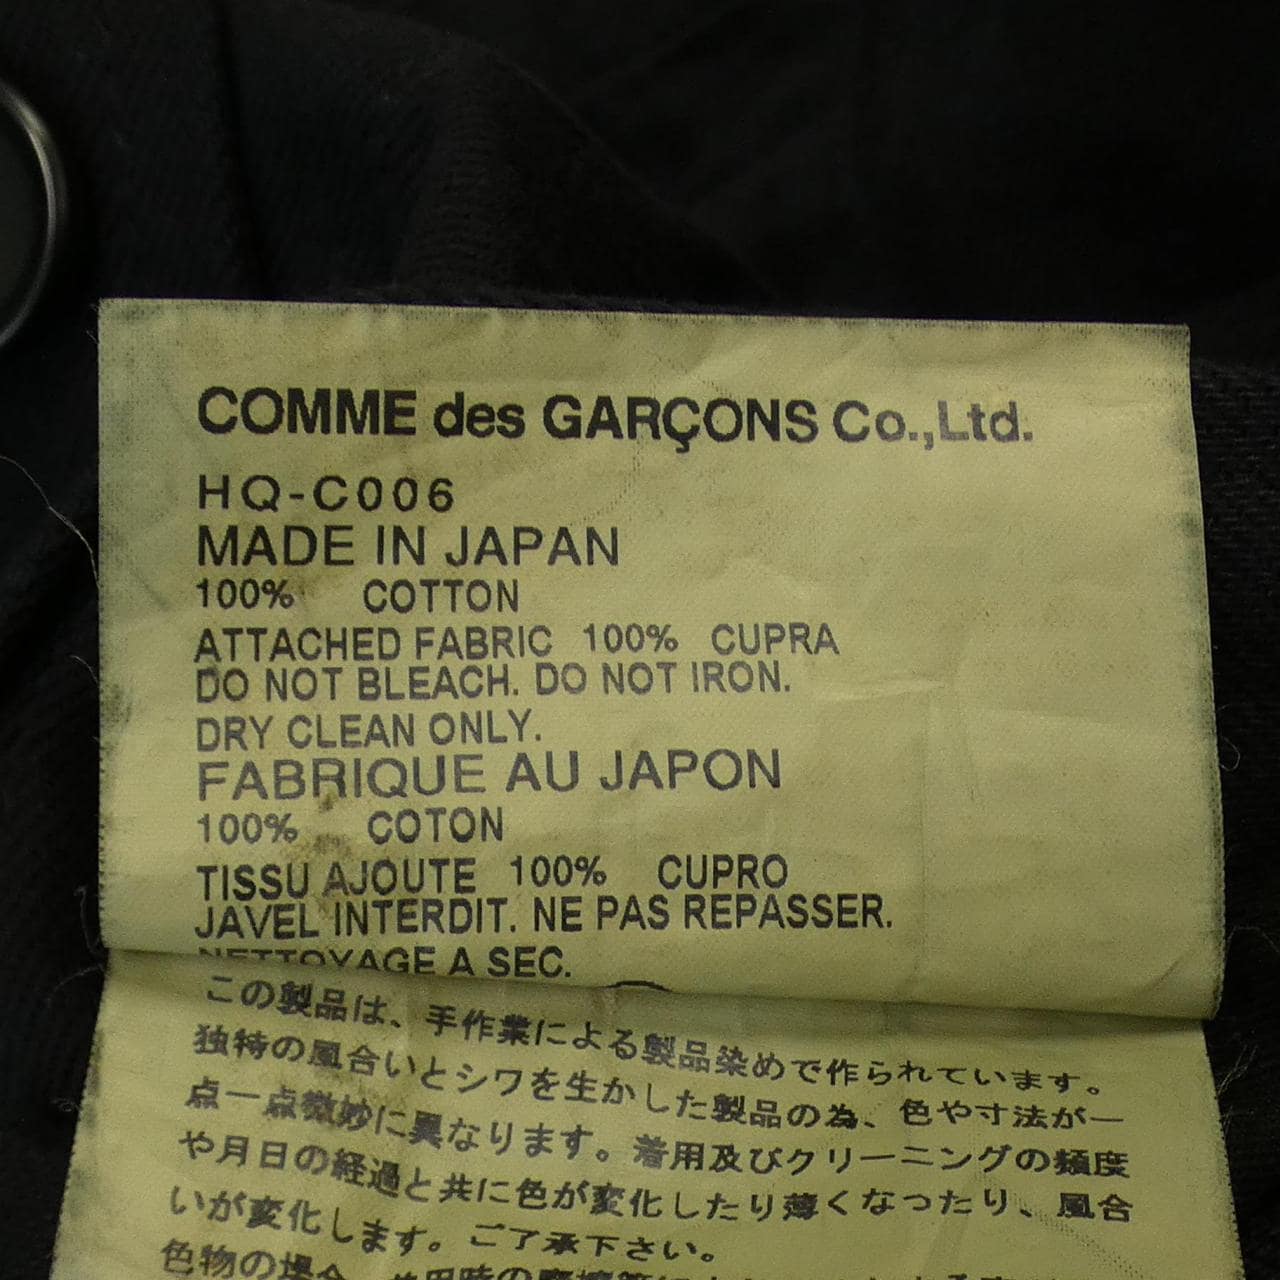 COMME des GARÇONS Co.,Ltd.
HQ-C006
MADE IN JAPAN
100% COTTON
ATTACHED FABRIC 100% CUPRA
DO NOT BLEACH. DO NOT IRON.
DRY CLEAN ONLY.
FABRIQUE AU JAPON
100% COTON
TISSU AJOUTE 100% CUPRO
JAVEL INTERDIT. NE PAS REPASSER.
NETTOYAGE A SEC.
この製品は、手作業による製品染めで作られています。
独特の風合いとシワを生かした製品の為、色や寸法が一
点一点微妙に異なります。着用及びクリーニングの頻度
や月日の経過と共に色が変化したり薄くなったり、風合
いが変化します。ご了承下さい。
色物の場合